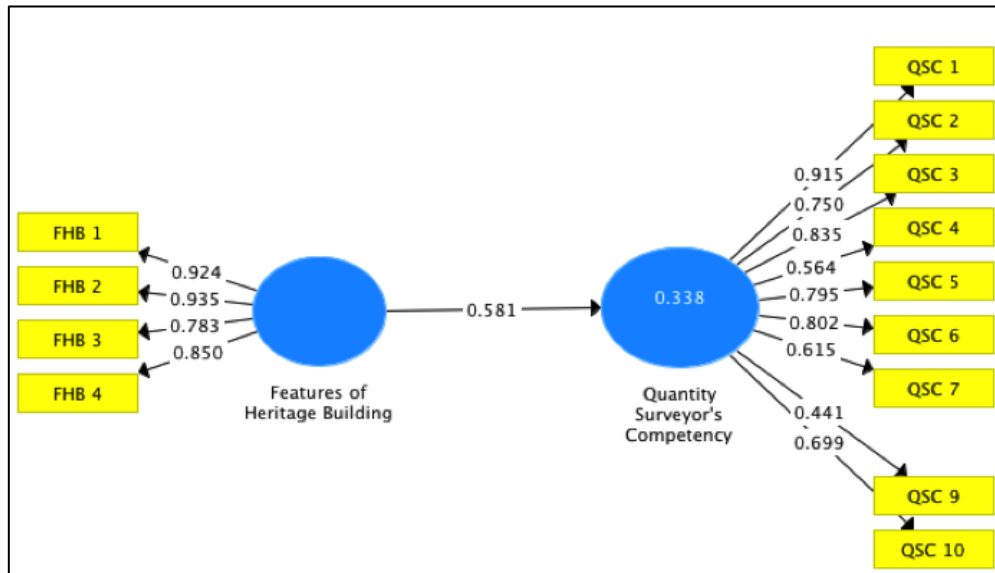 QSC 1
QSC 2
QSC 3
QSC 4
QSC 5
QSC 6
QSC 7
QSC 9
QSC 10
0.915
0.750
0.835
0.564
0.795
0.802
0.615
0.441
0.699
FHB 1
FHB 2
FHB 3
FHB 4
0.924
0.935
0.783
0.850
0.581
0.338
Features of
Heritage Building
Quantity
Surveyor's
Competency